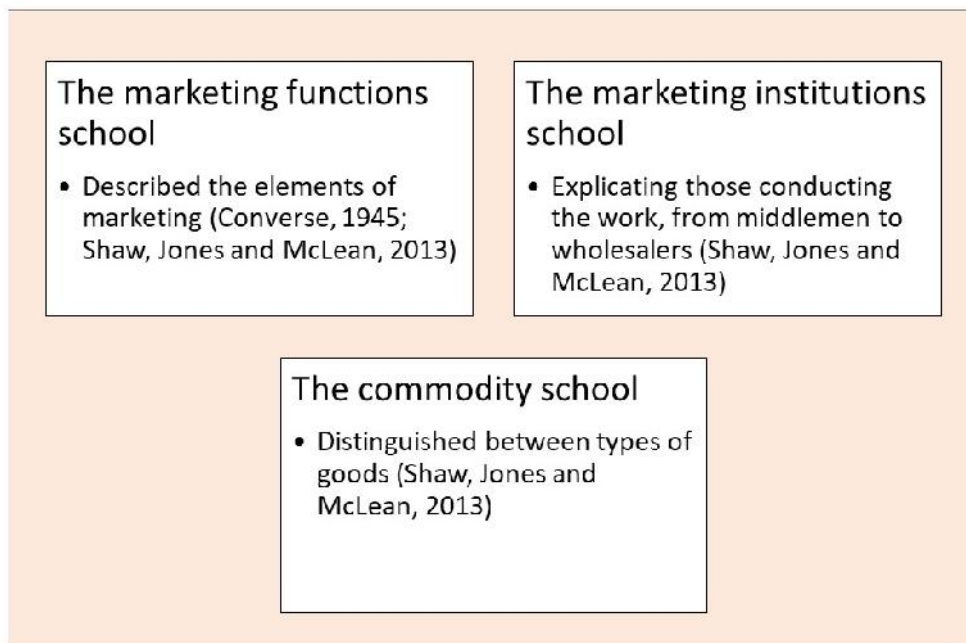 The marketing functions
school
• Described the elements of
marketing (Converse, 1945;
Shaw, Jones and McLean, 2013)
The marketing institutions
school
• Explicating those conducting
the work, from middlemen to
wholesalers (Shaw, Jones and
McLean, 2013)
The commodity school
• Distinguished between types of
goods (Shaw, Jones and
McLean, 2013)